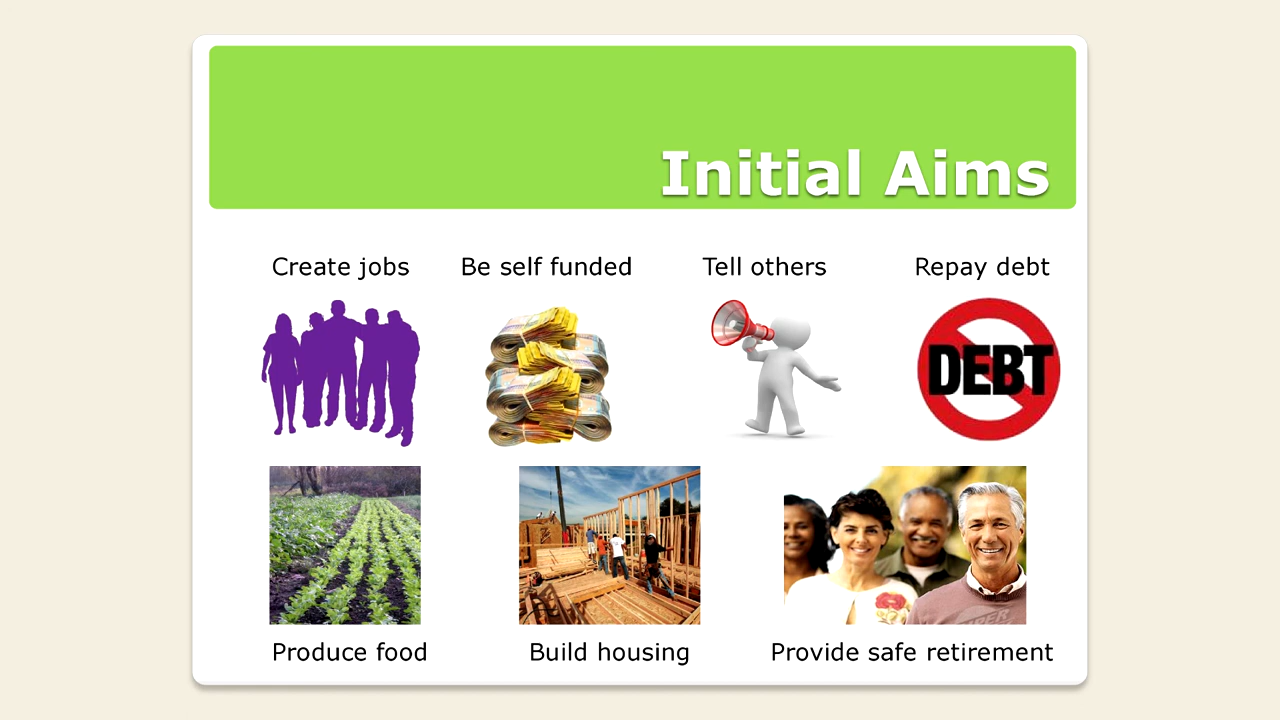 Initial Aims
Create jobs
Be self funded
Tell others
Repay debt
DEBT
Produce food
Build housing
Provide safe retirement